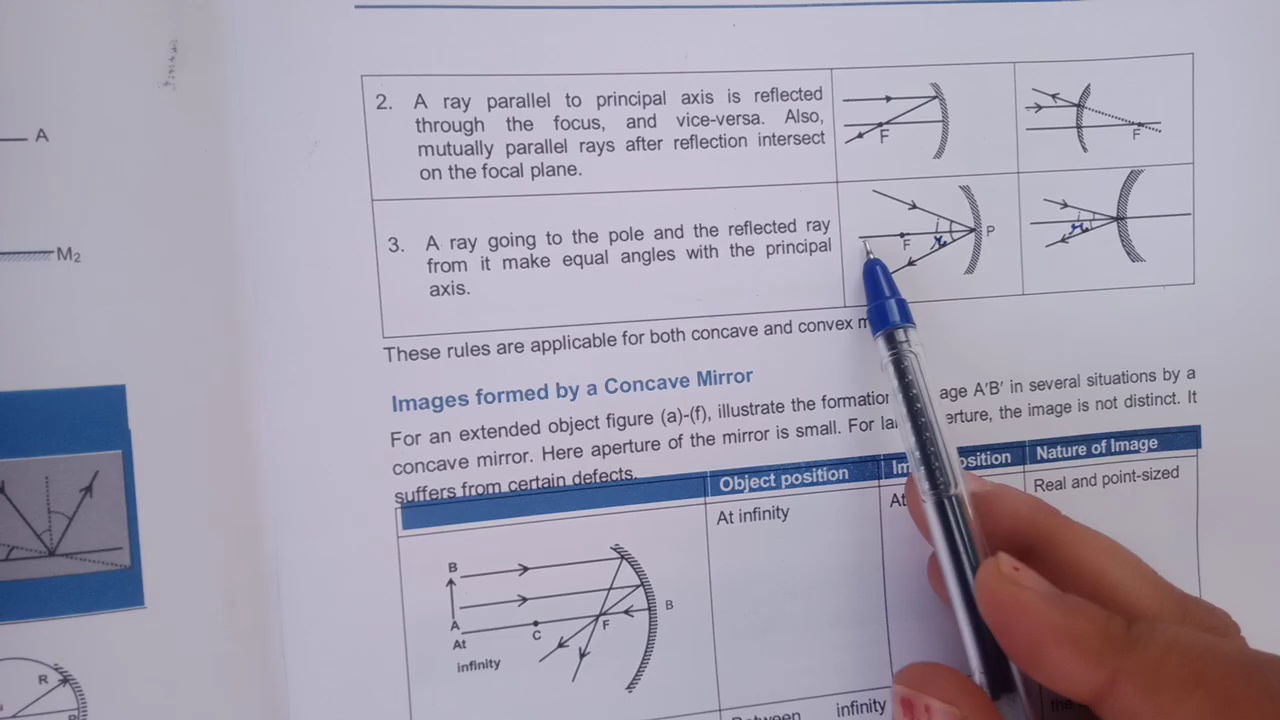 A
M2
R
2. A ray parallel to principal axis is reflected
through the focus, and vice-versa. Also,
mutually parallel rays after reflection intersect
on the focal plane.
F
F
3. A ray going to the pole and the reflected ray
from it make equal angles with the principal
axis.
i
r
F
P
i
r
These rules are applicable for both concave and convex
Images formed by a Concave Mirror
For an extended object figure (a)-(f), illustrate the formation age A'B' in several situations by a
concave mirror. Here aperture of the mirror is small. For erture, the image is not distinct. It
suffers from certain defects.
Object position Nature of Image
At infinity At Real and point-sized
B
A
At
infinity
C
F
B
Between infinity